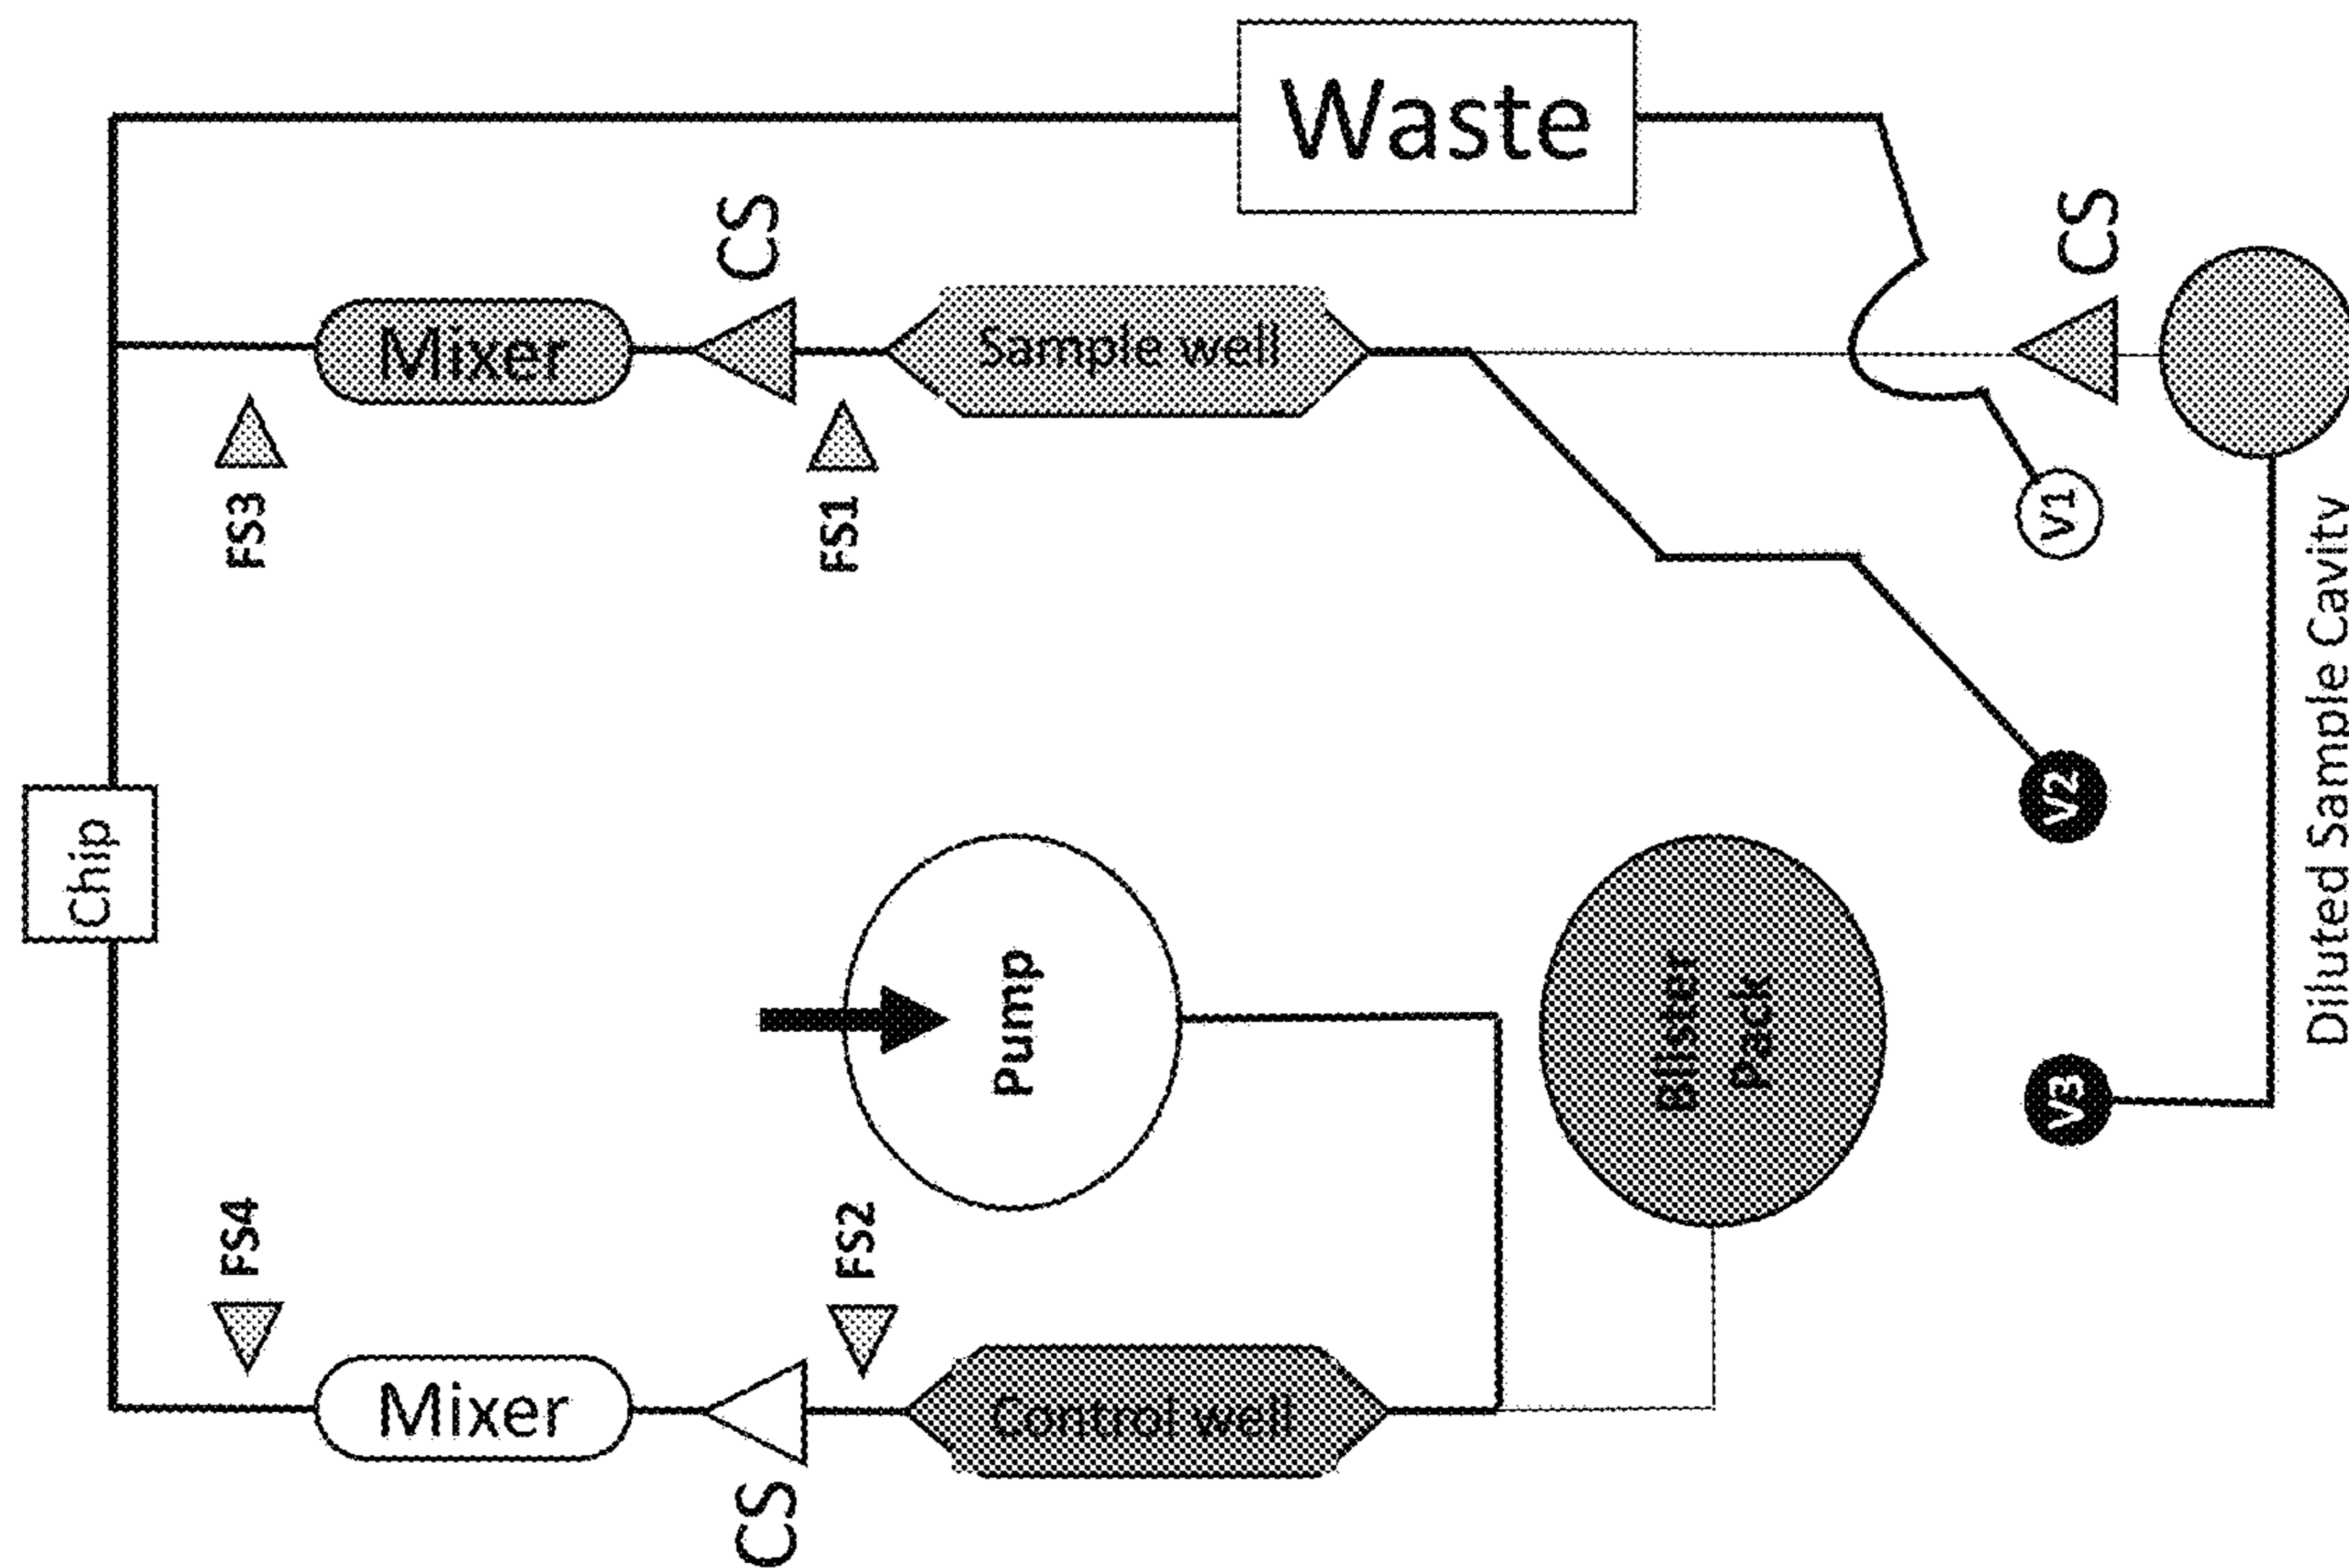 Waste
CS
CS
Mixer
Sample well
FS3
FS1
V1
Chip
V2
Pump
Blister
Pack
V3
Diluted Sample Cavity
FS4
FS2
Mixer
Control well
CS